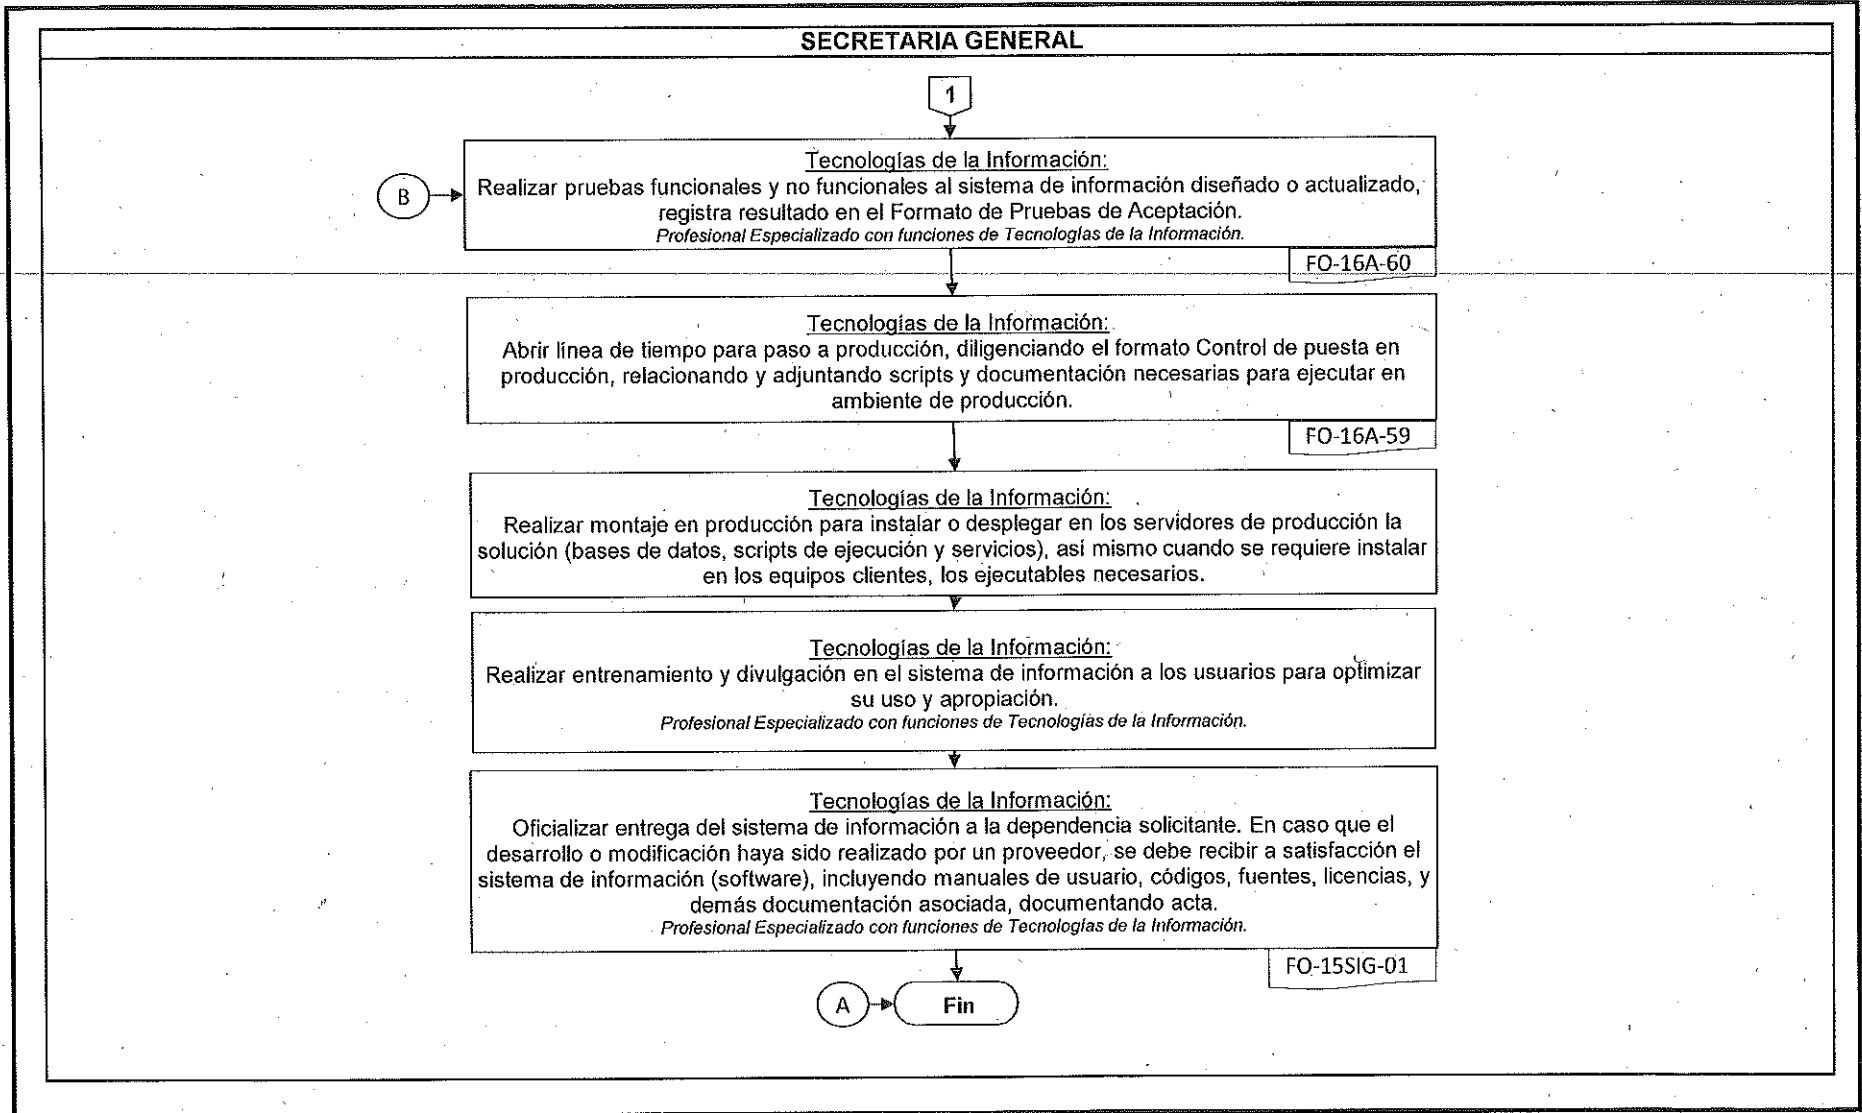 SECRETARIA GENERAL
1
Tecnologías de la Información:
B
Realizar pruebas funcionales y no funcionales al sistema de información diseñado o actualizado,
registra resultado en el Formato de Pruebas de Aceptación.
Profesional Especializado con funciones de Tecnologías de la Información.
FO-16A-60
Tecnologías de la Información:
Abrir línea de tiempo para paso a producción, diligenciando el formato Control de puesta en
producción, relacionando y adjuntando scripts y documentación necesarias para ejecutar en
ambiente de producción.
FO-16A-59
Tecnologías de la Información:
Realizar montaje en producción para instalar o desplegar en los servidores de producción la
solución (bases de datos, scripts de ejecución y servicios), así mismo cuando se requiere instalar
en los equipos clientes, los ejecutables necesarios.
Tecnologías de la Información:
Realizar entrenamiento y divulgación en el sistema de información a los usuarios para optimizar
su uso y apropiación.
Profesional Especializado con funciones de Tecnologías de la Información.
Tecnologías de la Información:
Oficializar entrega del sistema de información a la dependencia solicitante. En caso que el
desarrollo o modificación haya sido realizado por un proveedor, se debe recibir a satisfacción el
sistema de información (software), incluyendo manuales de usuario, códigos, fuentes, licencias, y
demás documentación asociada, documentando acta.
Profesional Especializado con funciones de Tecnologías de la Información.
FO-15SIG-01
A
Fin